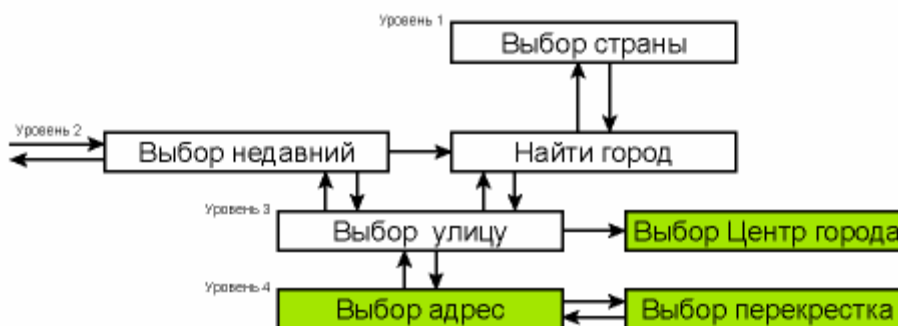 Уровень 1
Выбор страны
Уровень 2
Выбор недавний
Найти город
Уровень 3
Выбор улицу
Выбор Центр города
Уровень 4
Выбор адрес
Выбор перекрестка